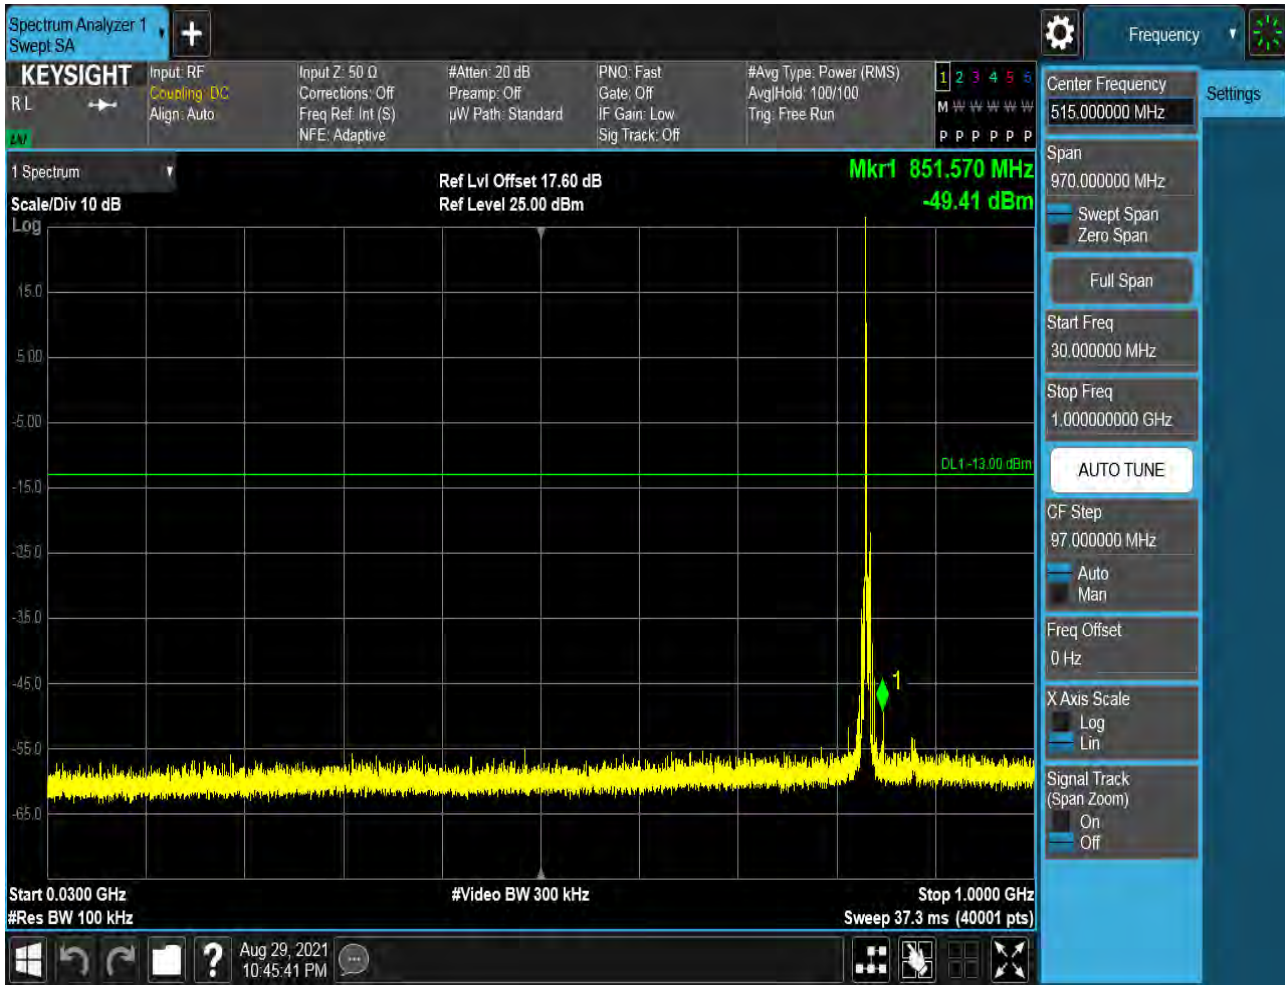 Spectrum Analyzer 1
Swept SA
+
Frequency
KEYSIGHT
R L
LNI
Input: RF
Coupling: DC
Align: Auto
Input Z: 50 Ω
Corrections: Off
Freq Ref: Int (S)
NFE: Adaptive
#Atten: 20 dB
Preamp: Off
µW Path: Standard
PNO: Fast
Gate: Off
IF Gain: Low
Sig Track: Off
#Avg Type: Power (RMS)
Avg|Hold: 100/100
Trig: Free Run
1 2 3 4 5 6
M W W W W W
P P P P P P
1 Spectrum
Scale/Div 10 dB
Log
Ref Lvl Offset 17.60 dB
Ref Level 25.00 dBm
Mkr1 851.570 MHz
-49.41 dBm
15.0
5.00
-5.00
DL1 -13.00 dBm
-15.0
-25.0
-35.0
-45.0
1
-55.0
-65.0
Start 0.0300 GHz
#Res BW 100 kHz
#Video BW 300 kHz
Stop 1.0000 GHz
Sweep 37.3 ms (40001 pts)
Center Frequency
515.000000 MHz
Settings
Span
970.000000 MHz
Swept Span
Zero Span
Full Span
Start Freq
30.000000 MHz
Stop Freq
1.000000000 GHz
AUTO TUNE
CF Step
97.000000 MHz
Auto
Man
Freq Offset
0 Hz
X Axis Scale
Log
Lin
Signal Track
(Span Zoom)
On
Off
?
Aug 29, 2021
10:45:41 PM